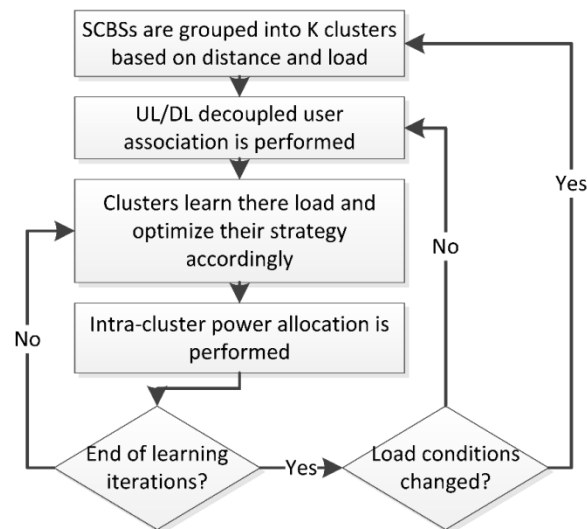 SCBSs are grouped into K clusters
based on distance and load
UL/DL decoupled user
association is performed
Yes
Clusters learn there load and
optimize their strategy
accordingly
No
No
Intra-cluster power allocation is
performed
End of learning
iterations?
Yes
Load conditions
changed?